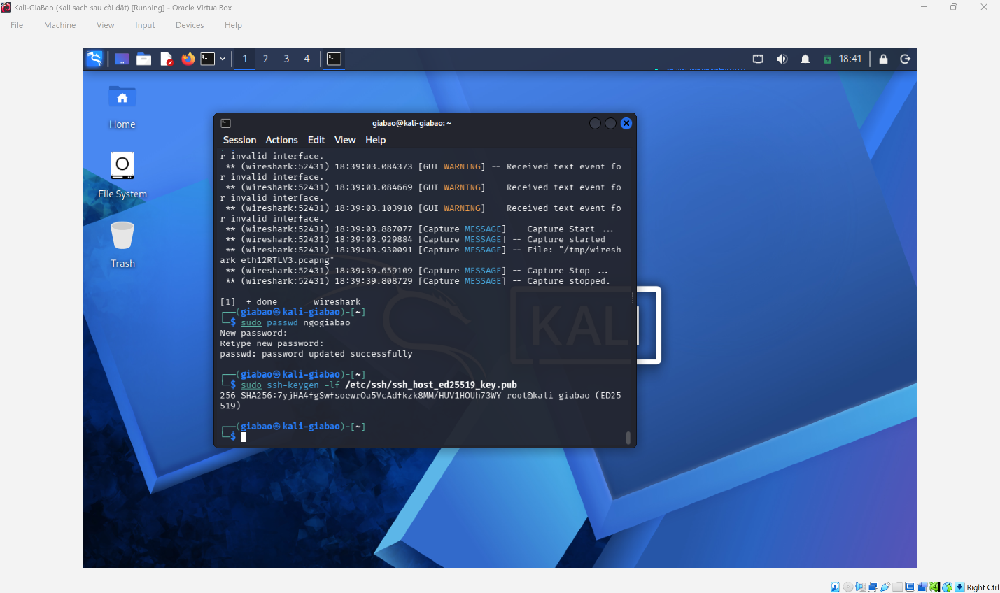 Kali-GiaBao (Kali sạch sau cài đặt) [Running] - Oracle VirtualBox
File Machine View Input Devices Help
1 2 3 4 18:41
Home
File System
Trash
giabao@kali-giabao: ~
Session Actions Edit View Help
r invalid interface.
** (wireshark:52431) 18:39:03.084373 [GUI WARNING] -- Received text event fo
r invalid interface.
** (wireshark:52431) 18:39:03.084669 [GUI WARNING] -- Received text event fo
r invalid interface.
** (wireshark:52431) 18:39:03.103910 [GUI WARNING] -- Received text event fo
r invalid interface.
** (wireshark:52431) 18:39:03.887077 [Capture MESSAGE] -- Capture Start ...
** (wireshark:52431) 18:39:03.929884 [Capture MESSAGE] -- Capture started
** (wireshark:52431) 18:39:03.930091 [Capture MESSAGE] -- File: "/tmp/wiresh
ark_eth12RTLV3.pcapng"
** (wireshark:52431) 18:39:39.659109 [Capture MESSAGE] -- Capture Stop ...
** (wireshark:52431) 18:39:39.808729 [Capture MESSAGE] -- Capture stopped.
[1] + done wireshark
┌──(giabao㉿kali-giabao)-[~]
└─$ sudo passwd ngogiabao
New password:
Retype new password:
passwd: password updated successfully
┌──(giabao㉿kali-giabao)-[~]
└─$ sudo ssh-keygen -lf /etc/ssh/ssh_host_ed25519_key.pub
256 SHA256:7yjHA4fgSwfsoewrOa5VcAdfkzk8MM/HUV1HOUh73WY root@kali-giabao (ED25
519)
┌──(giabao㉿kali-giabao)-[~]
└─$
KALI
Right Ctrl